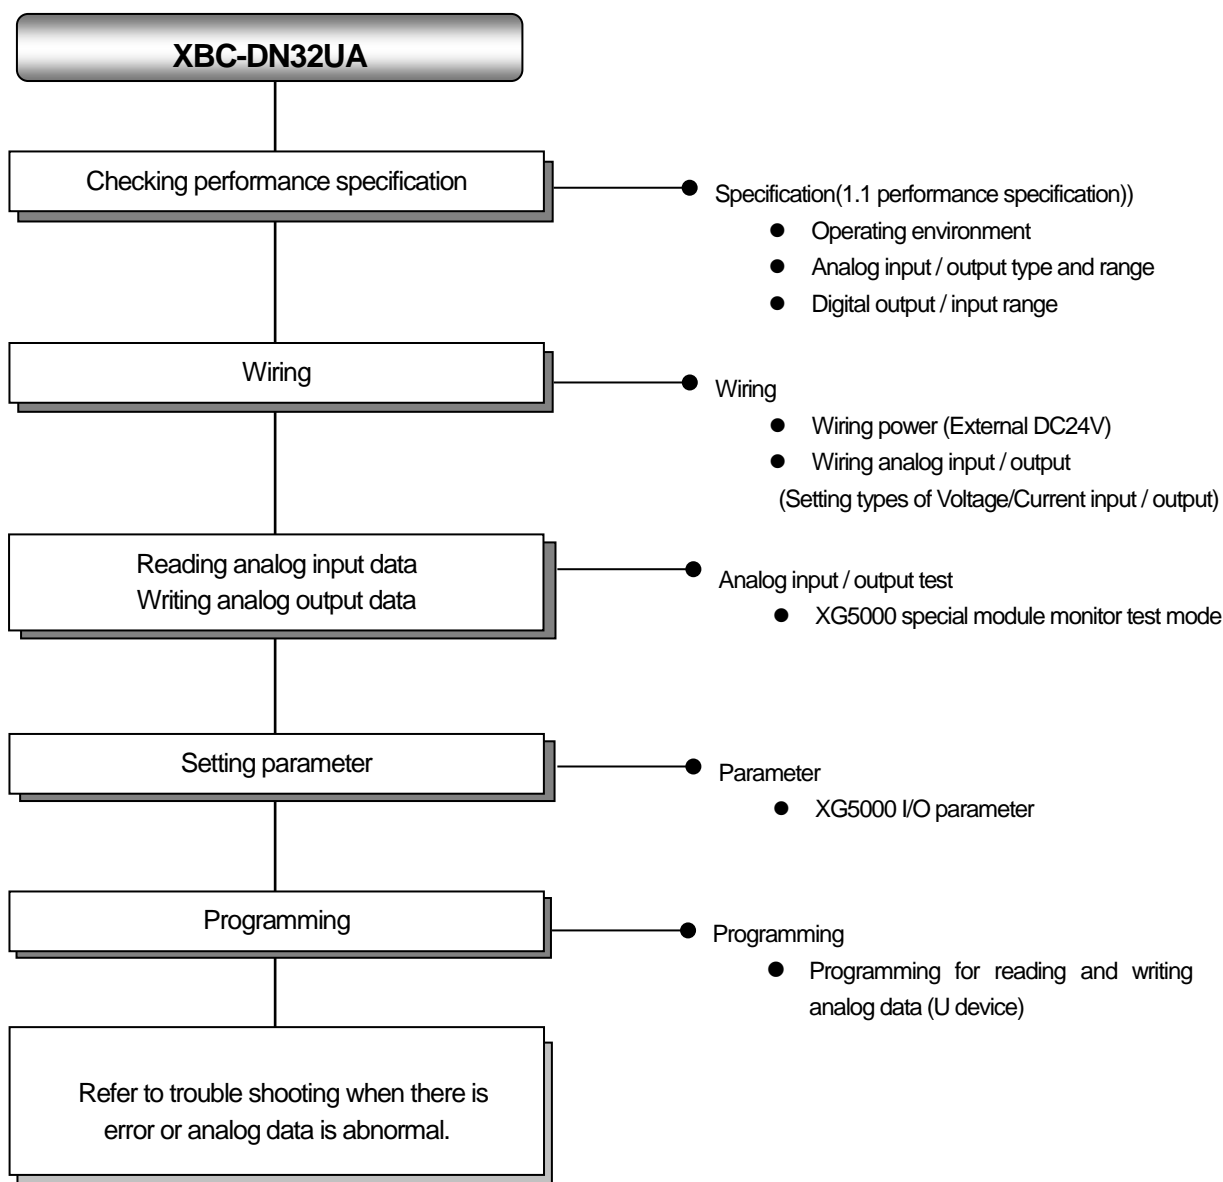 XBC-DN32UA
Checking performance specification
Specification(1.1 performance specification))
● Operating environment
● Analog input / output type and range
● Digital output / input range
Wiring
Wiring
● Wiring power (External DC24V)
● Wiring analog input / output
(Setting types of Voltage/Current input / output)
Reading analog input data
Writing analog output data
Analog input / output test
● XG5000 special module monitor test mode
Setting parameter
Parameter
● XG5000 I/O parameter
Programming
Programming
● Programming for reading and writing
analog data (U device)
Refer to trouble shooting when there is
error or analog data is abnormal.